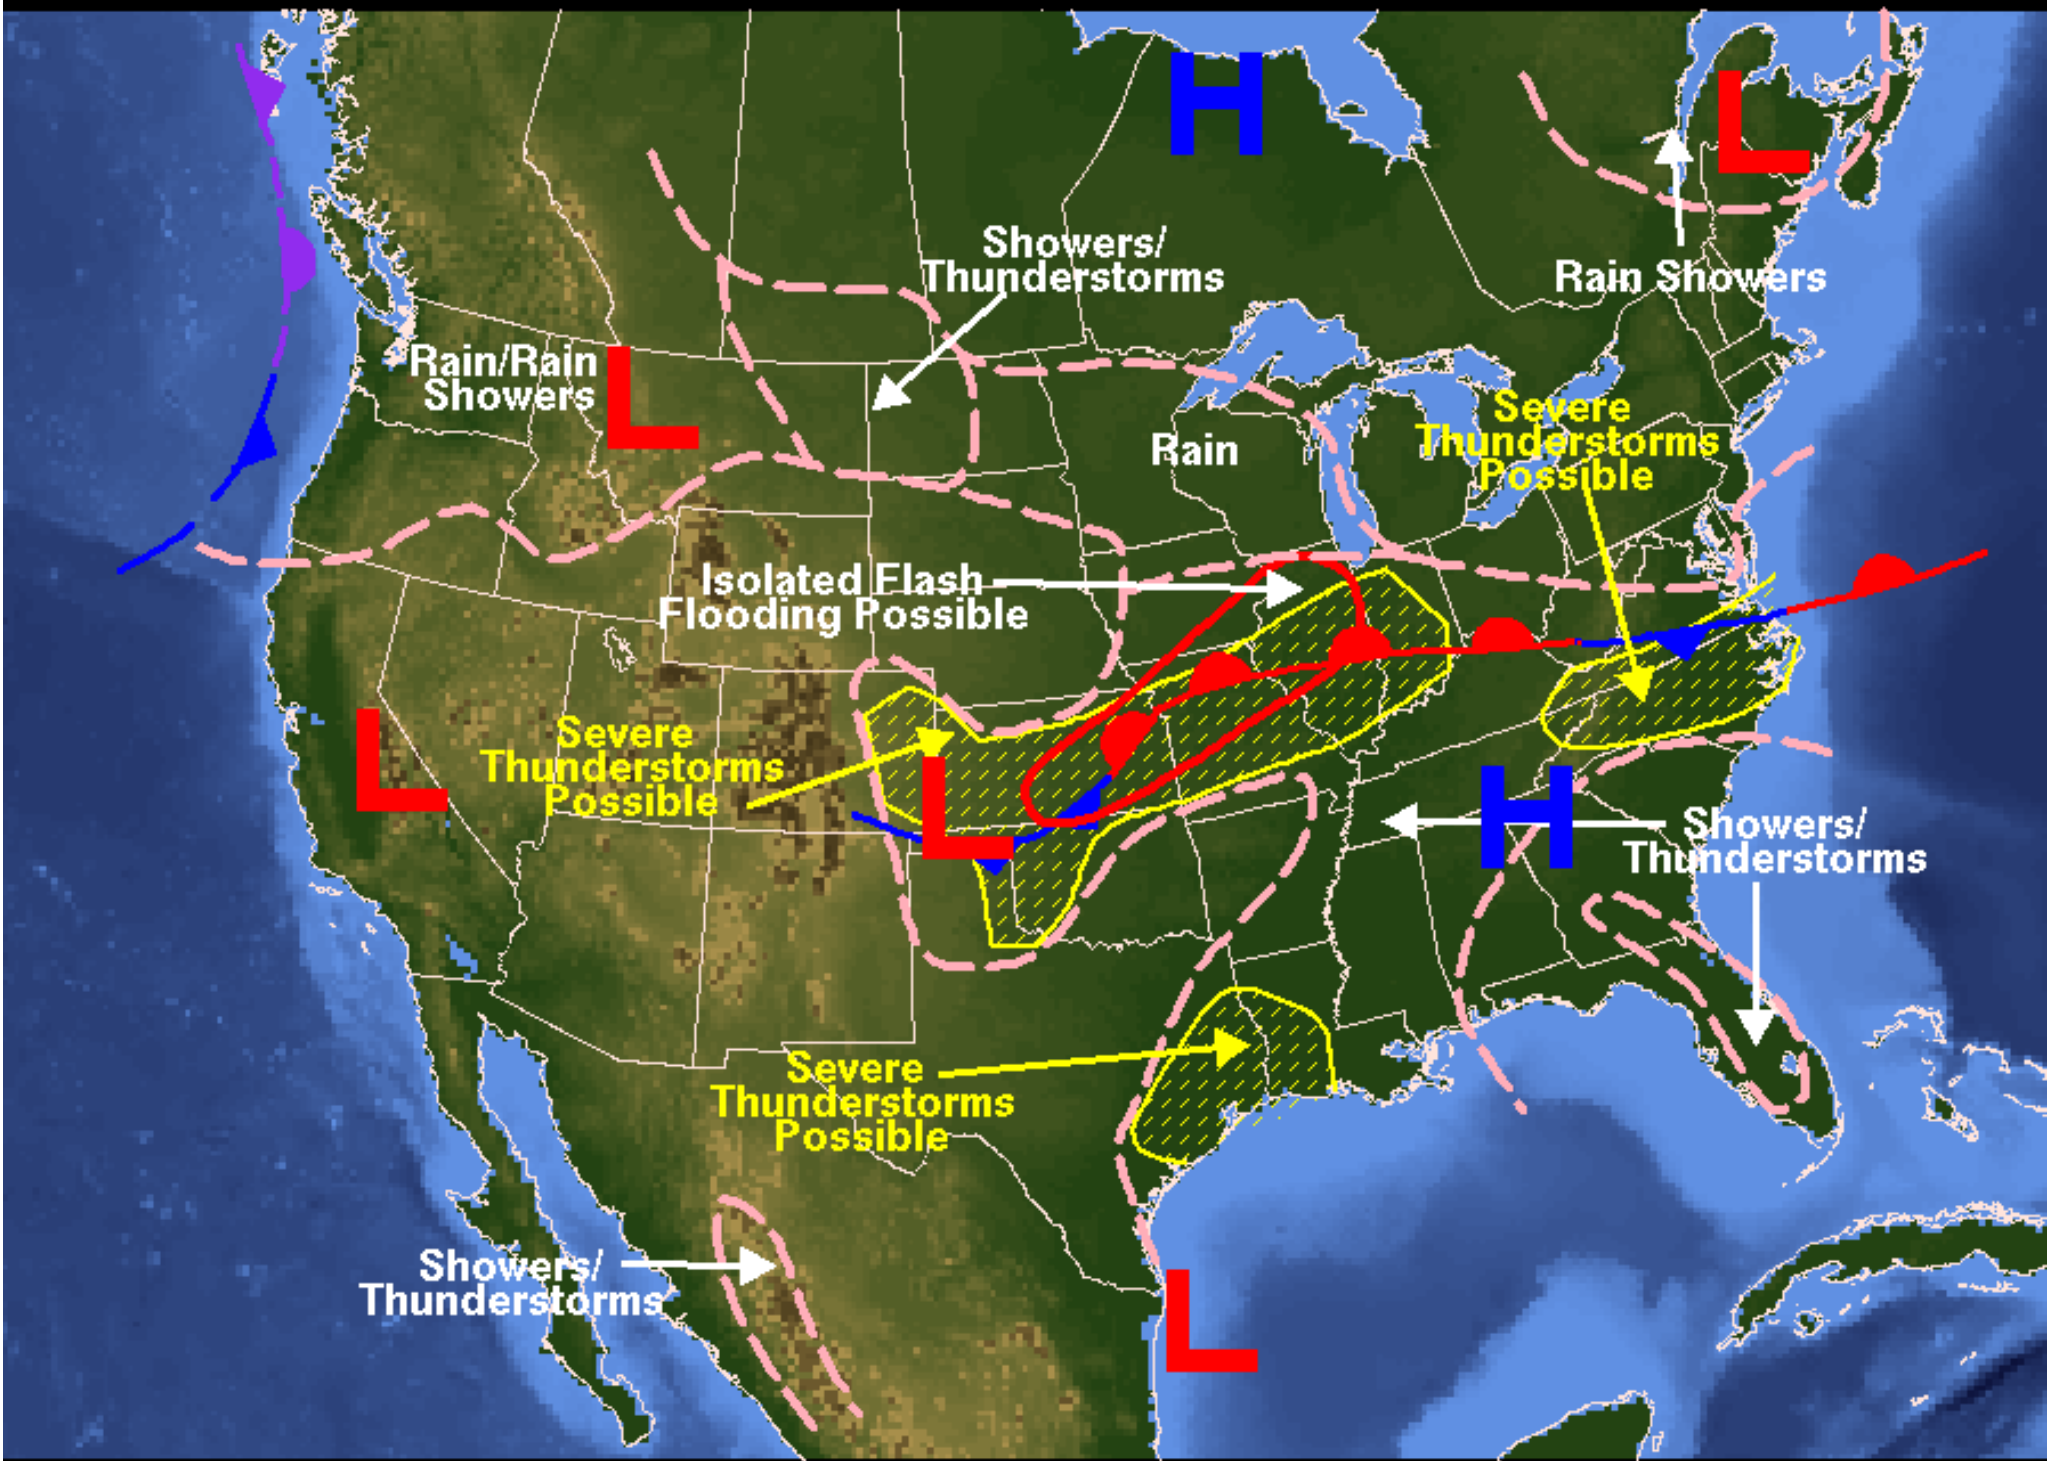 H
L
Showers/
Thunderstorms
Rain Showers
Rain/Rain
Showers
L
Severe
Thunderstorms
Possible
Rain
Isolated Flash
Flooding Possible
L
Severe
Thunderstorms
Possible
L
H
Showers/
Thunderstorms
Severe
Thunderstorms
Possible
Showers/
Thunderstorms
L